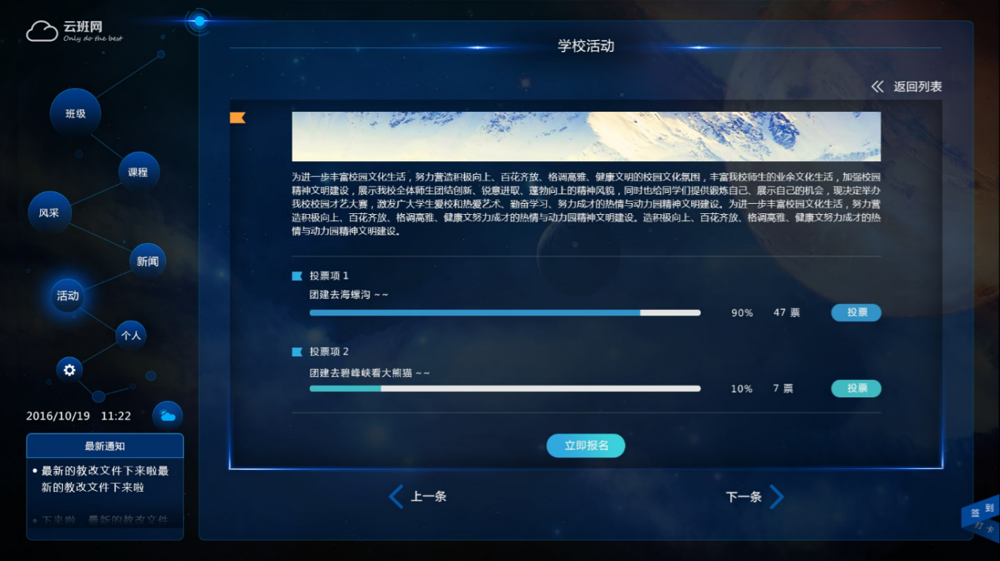 云班网
Only do the best
学校活动
返回列表
班级
课程
风采
新闻
活动
个人
为进一步丰富校园文化生活，努力营造积极向上、百花齐放、格调高雅、健康文明的校园文化氛围，丰富我校师生的业余文化生活，加强校园
精神文明建设，展示我校全体师生团结创新、锐意进取、蓬勃向上的精神风貌，同时也给同学们提供锻炼自己、展示自己的机会，现决定举办
我校校园才艺大赛，激发广大学生爱校和热爱艺术、勤奋学习、努力成才的热情与动力园精神文明建设。为进一步丰富校园文化生活，努力营
造积极向上、百花齐放、格调高雅、健康文努力成才的热情与动力园精神文明建设。造积极向上、百花齐放、格调高雅、健康文努力成才的热
情与动力园精神文明建设。
投票项 1
团建去海螺沟 ~ ~
90% 47 票 投票
投票项 2
团建去碧峰峡看大熊猫 ~ ~
10% 7 票 投票
立即报名
上一条
下一条
2016/10/19 11:22
最新通知
• 最新的教改文件下来啦最
新的教改文件下来啦
• 下来啦，最新的教改文件
签到
打卡